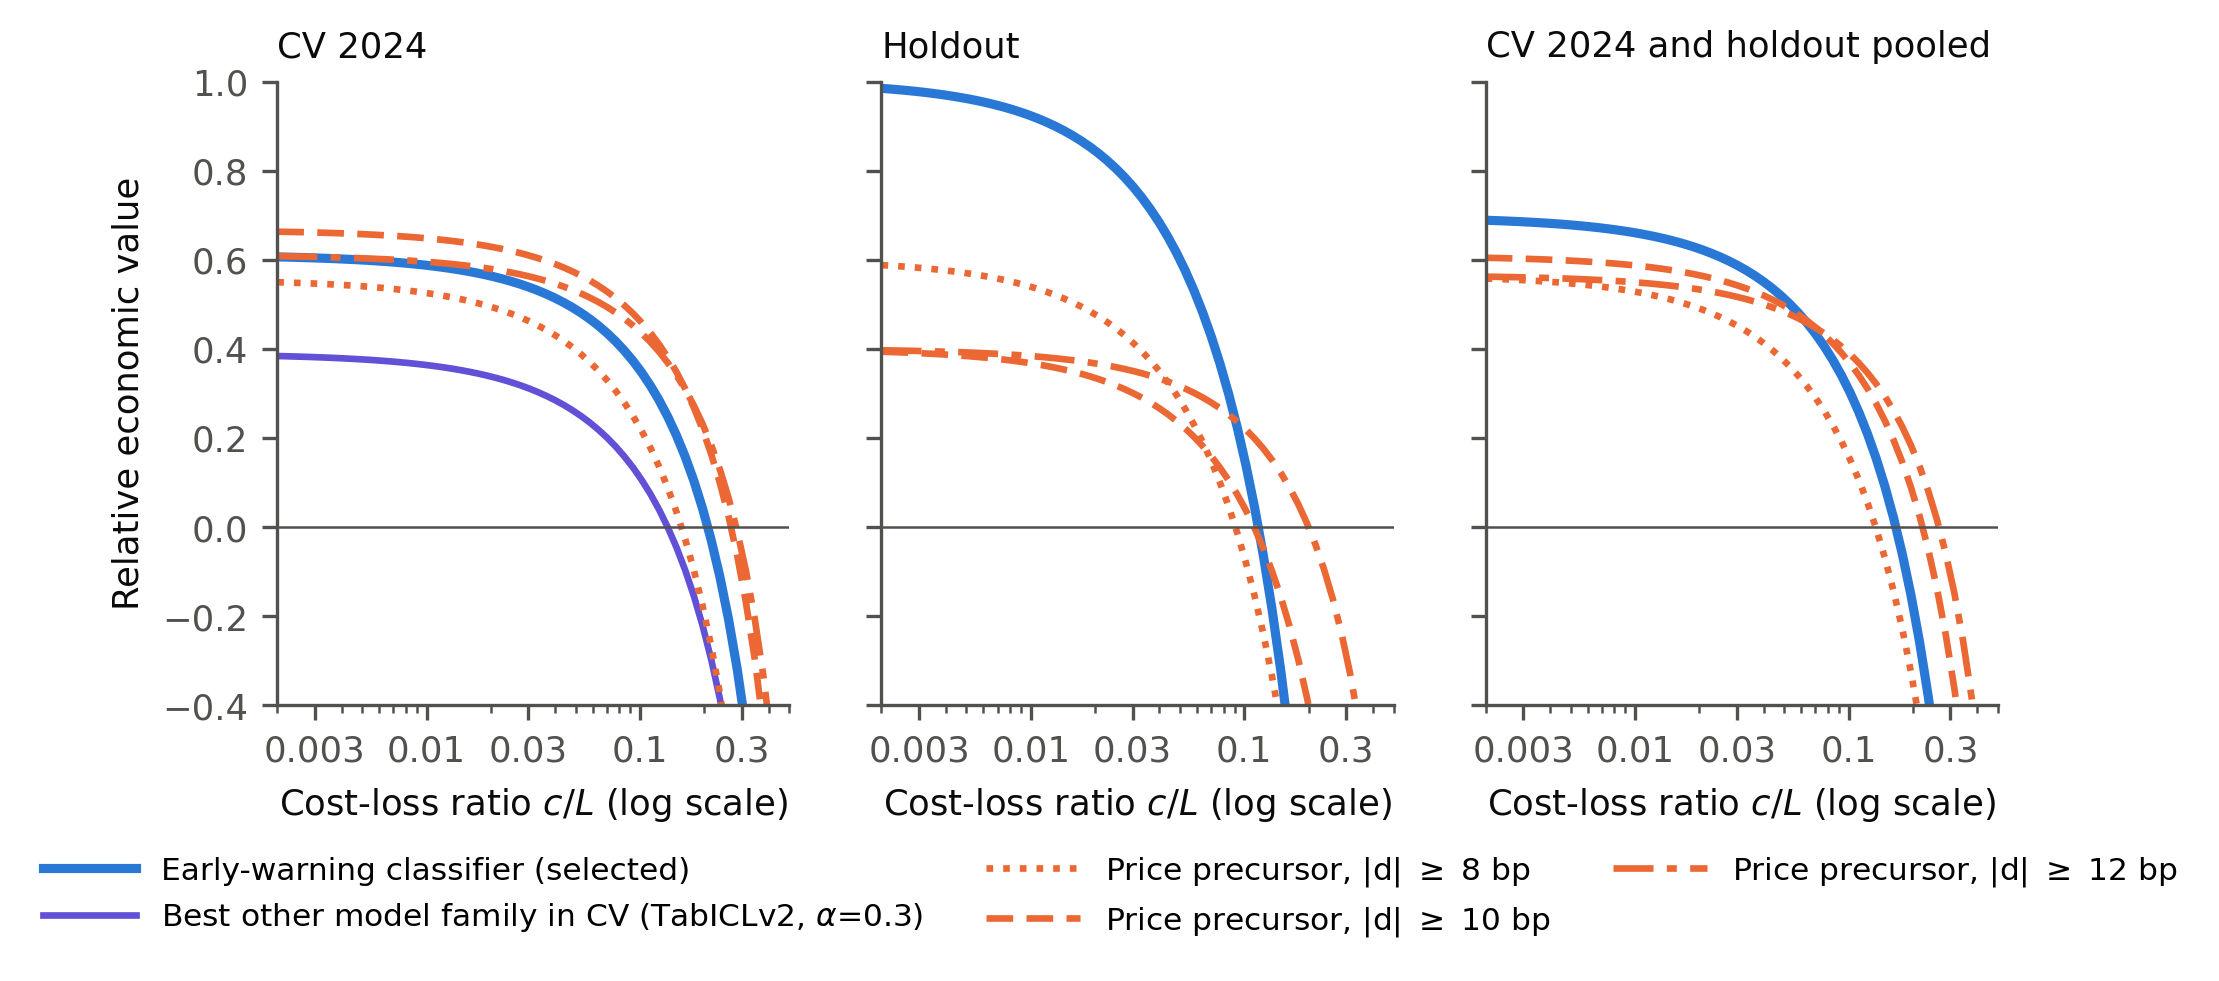 CV 2024
Holdout
CV 2024 and holdout pooled
Relative economic value
1.0
0.8
0.6
0.4
0.2
0.0
−0.2
−0.4
0.003 0.01 0.03 0.1 0.3
0.003 0.01 0.03 0.1 0.3
0.003 0.01 0.03 0.1 0.3
Cost-loss ratio c/L (log scale)
Cost-loss ratio c/L (log scale)
Cost-loss ratio c/L (log scale)
Early-warning classifier (selected)
Best other model family in CV (TabICLv2, α=0.3)
Price precursor, |d| ≥ 8 bp
Price precursor, |d| ≥ 10 bp
Price precursor, |d| ≥ 12 bp